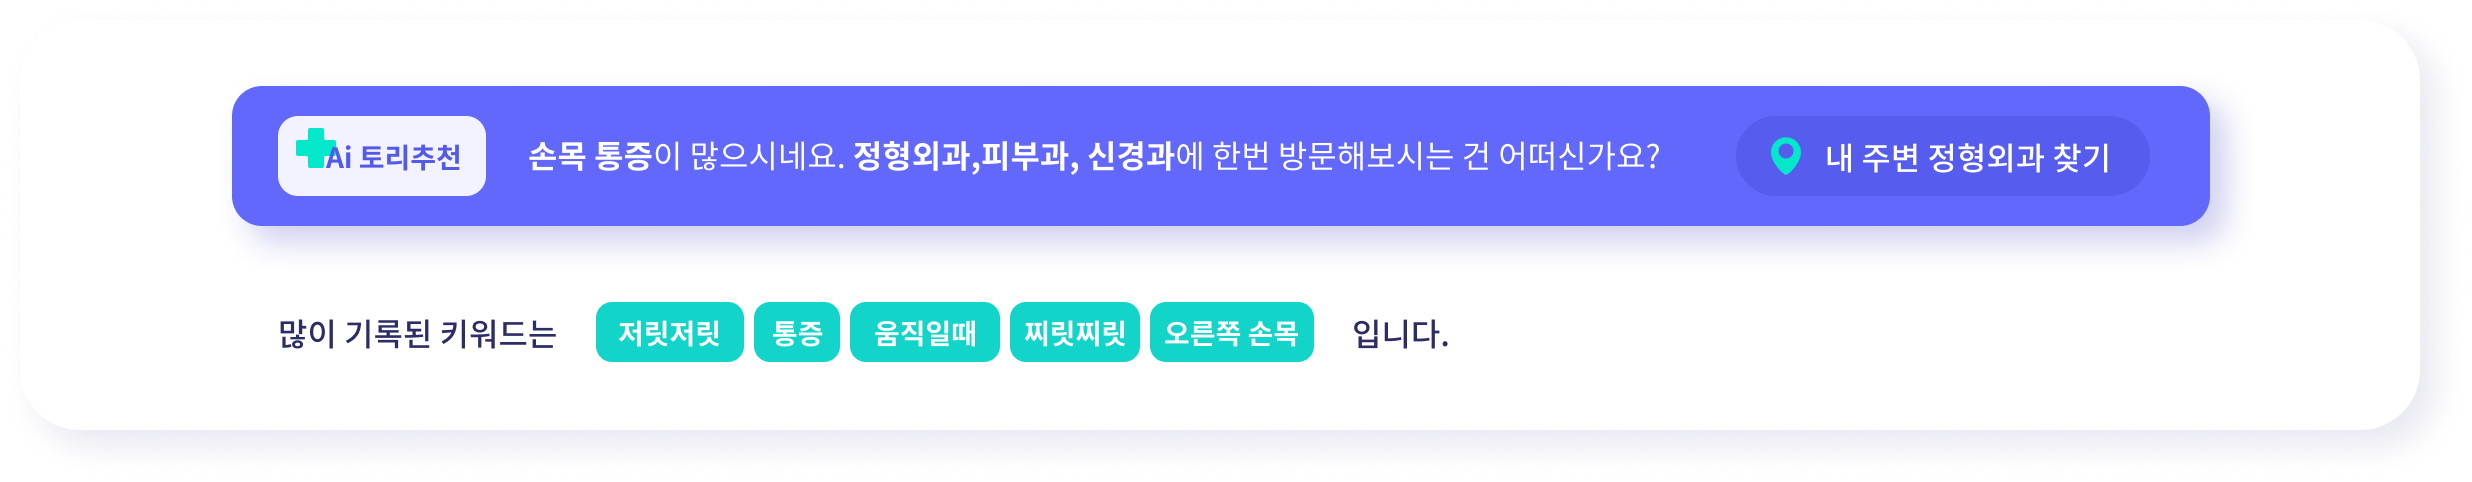 Ai 토리추천 손목 통증이 많으시네요. 정형외과,피부과, 신경과에 한번 방문해보시는 건 어떠신가요? 내 주변 정형외과 찾기
많이 기록된 키워드는 저릿저릿 통증 움직일때 찌릿찌릿 오른쪽 손목 입니다.